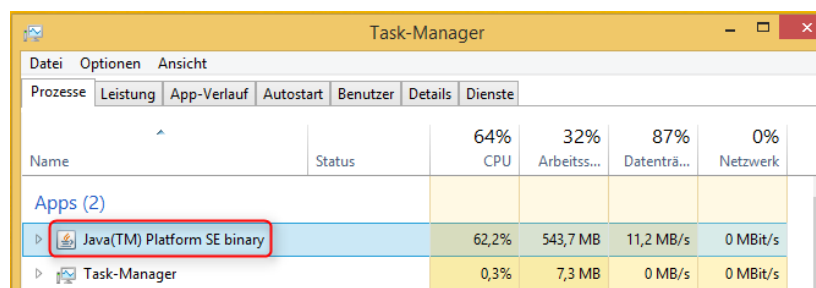 Task-Manager
Datei Optionen Ansicht
Prozesse Leistung App-Verlauf Autostart Benutzer Details Dienste
64% 32% 87% 0%
Name Status CPU Arbeitss... Datenträ... Netzwerk
Apps (2)
Java(TM) Platform SE binary 62,2% 543,7 MB 11,2 MB/s 0 MBit/s
Task-Manager 0,3% 7,3 MB 0 MB/s 0 MBit/s